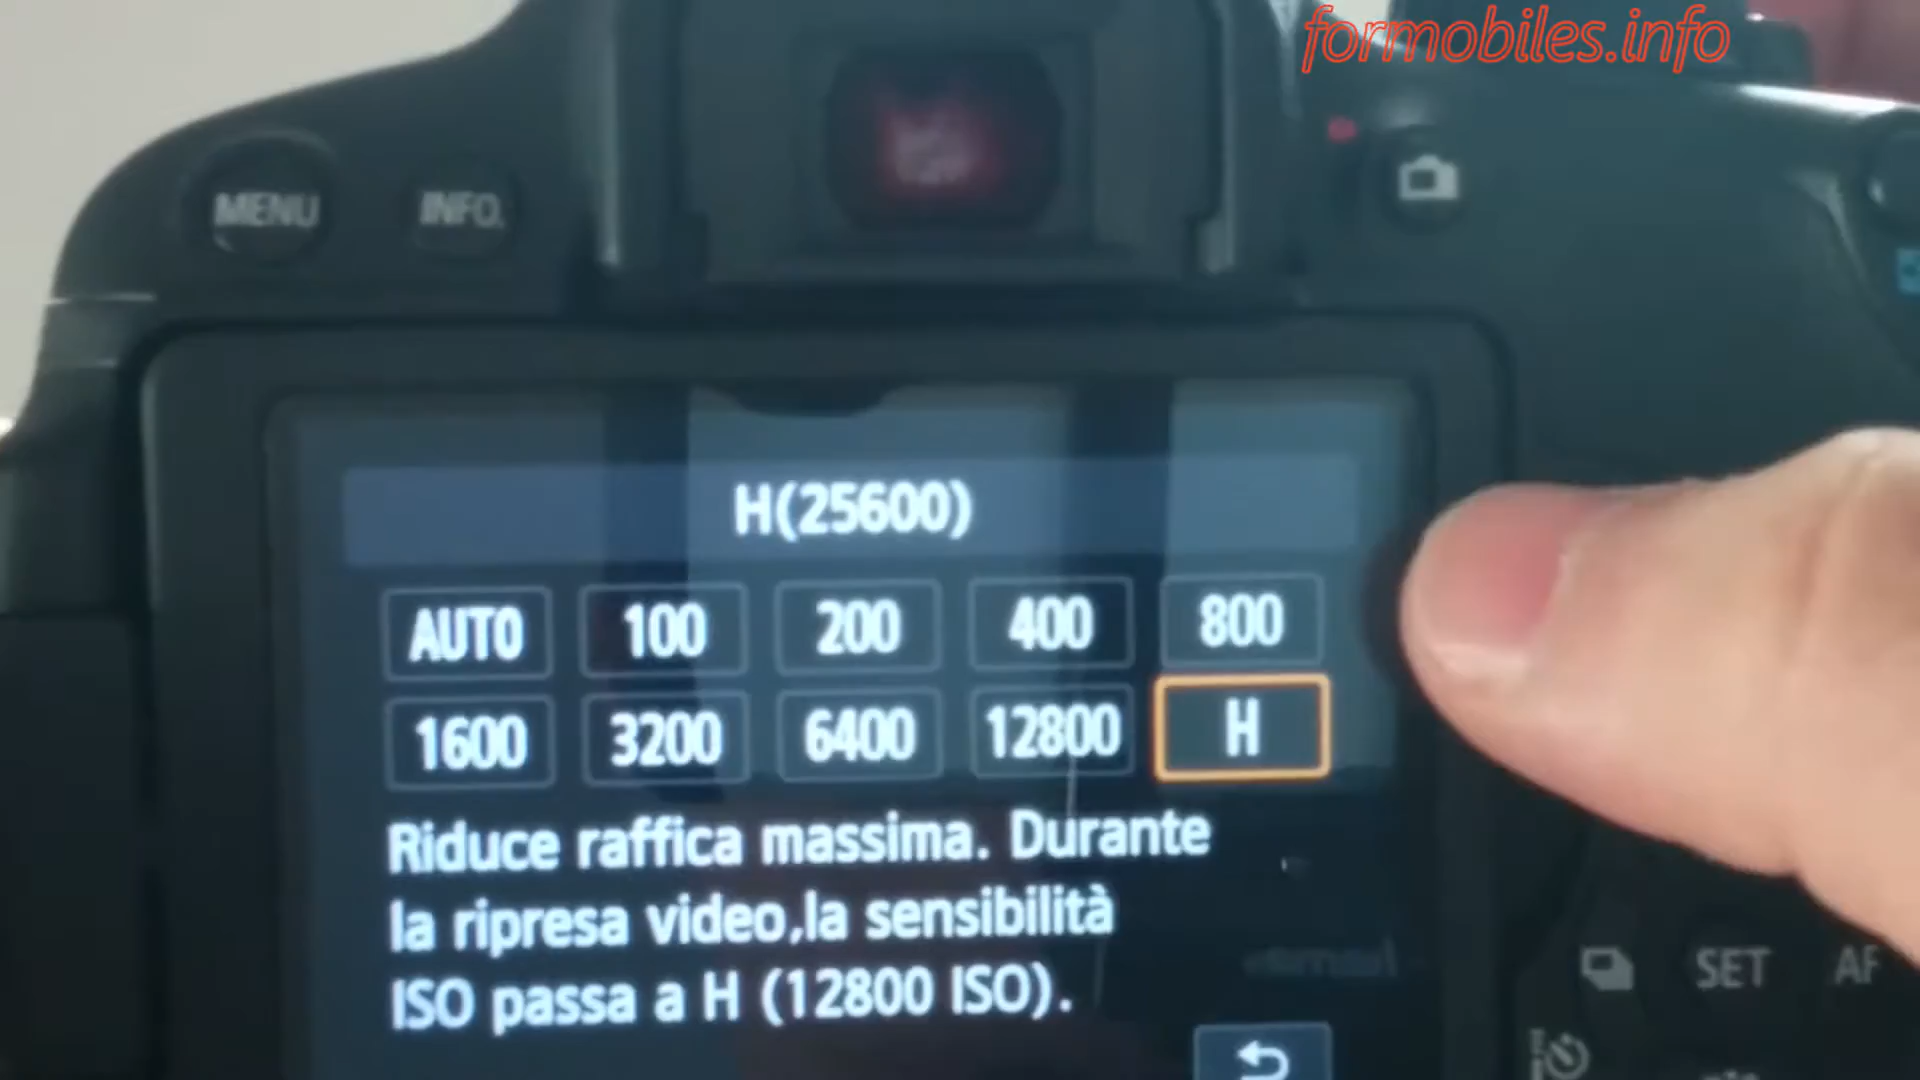 formobiles.info
MENU INFO.
H(25600)
AUTO 100 200 400 800
1600 3200 6400 12800 H
Riduce raffica massima. Durante
la ripresa video,la sensibilità
ISO passa a H (12800 ISO).
SET AF